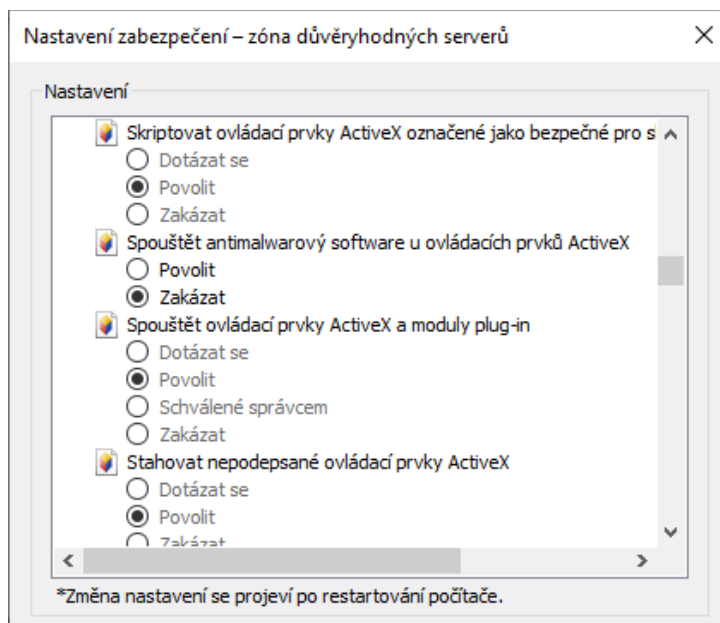 Nastavení zabezpečení – zóna důvěryhodných serverů
Nastavení
Skriptovat ovládací prvky ActiveX označené jako bezpečné pro
Dotázat se
Povolit
Zakázat
Spouštět antimalwarový software u ovládacích prvků ActiveX
Povolit
Zakázat
Spouštět ovládací prvky ActiveX a moduly plug-in
Dotázat se
Povolit
Schválené správcem
Zakázat
Stahovat nepodepsané ovládací prvky ActiveX
Dotázat se
Povolit
Zakázat
*Změna nastavení se projeví po restartování počítače.